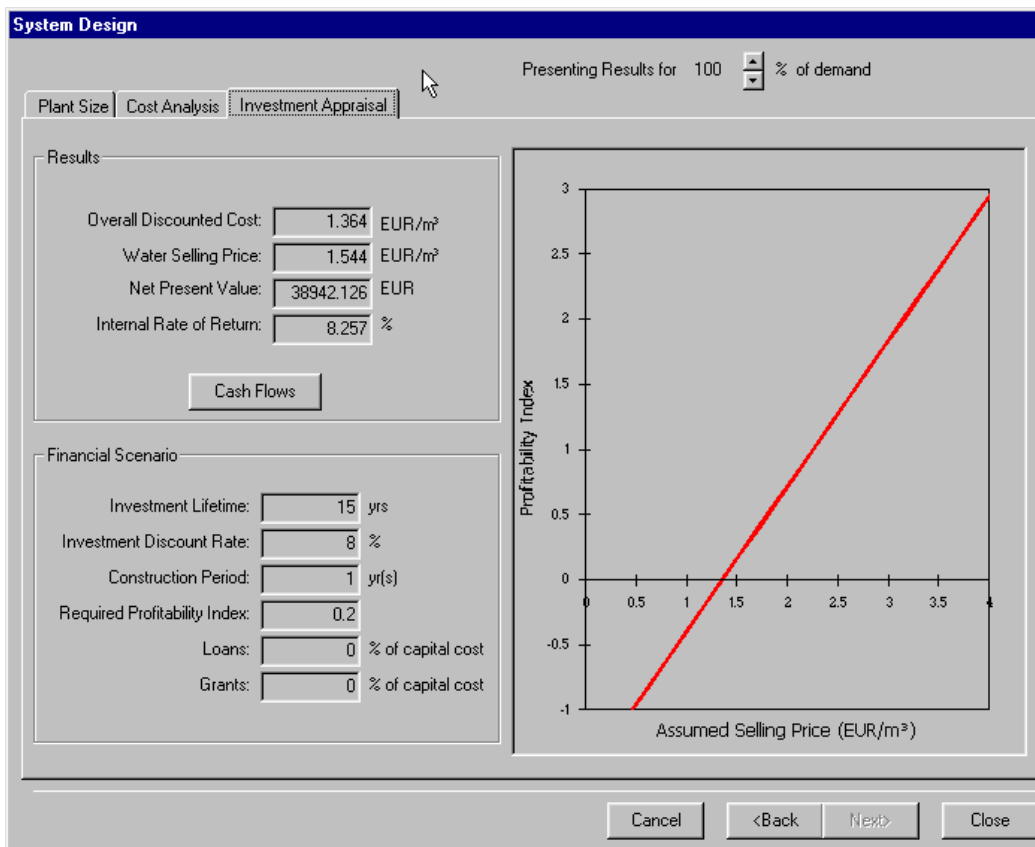 System Design
Presenting Results for 100 % of demand
Plant Size Cost Analysis Investment Appraisal
Results
Overall Discounted Cost: 1.364 EUR/m³
Water Selling Price: 1.544 EUR/m³
Net Present Value: 38942.126 EUR
Internal Rate of Return: 8.257 %
Cash Flows
Financial Scenario
Investment Lifetime: 15 yrs
Investment Discount Rate: 8 %
Construction Period: 1 yr(s)
Required Profitability Index: 0.2
Loans: 0 % of capital cost
Grants: 0 % of capital cost
Profitability Index
3
2.5
2
1.5
1
0.5
0
-0.5
-1
0 0.5 1 1.5 2 2.5 3 3.5 4
Assumed Selling Price (EUR/m³)
Cancel <Back Next> Close